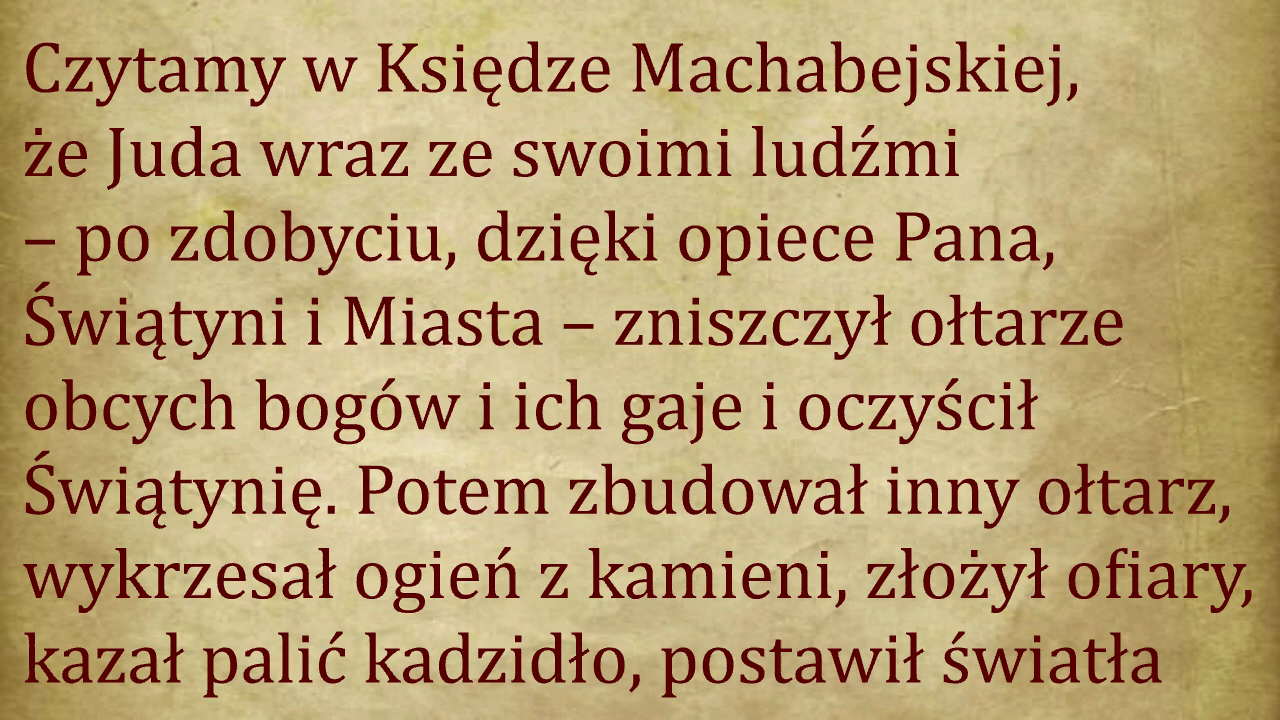 Czytamy w Księdze Machabejskiej,
że Juda wraz ze swoimi ludźmi
– po zdobyciu, dzięki opiece Pana,
Świątyni i Miasta – zniszczył ołtarze
obcych bogów i ich gaje i oczyścił
Świątynię. Potem zbudował inny ołtarz,
wykrzesał ogień z kamieni, złożył ofiary,
kazał palić kadzidło, postawił światła